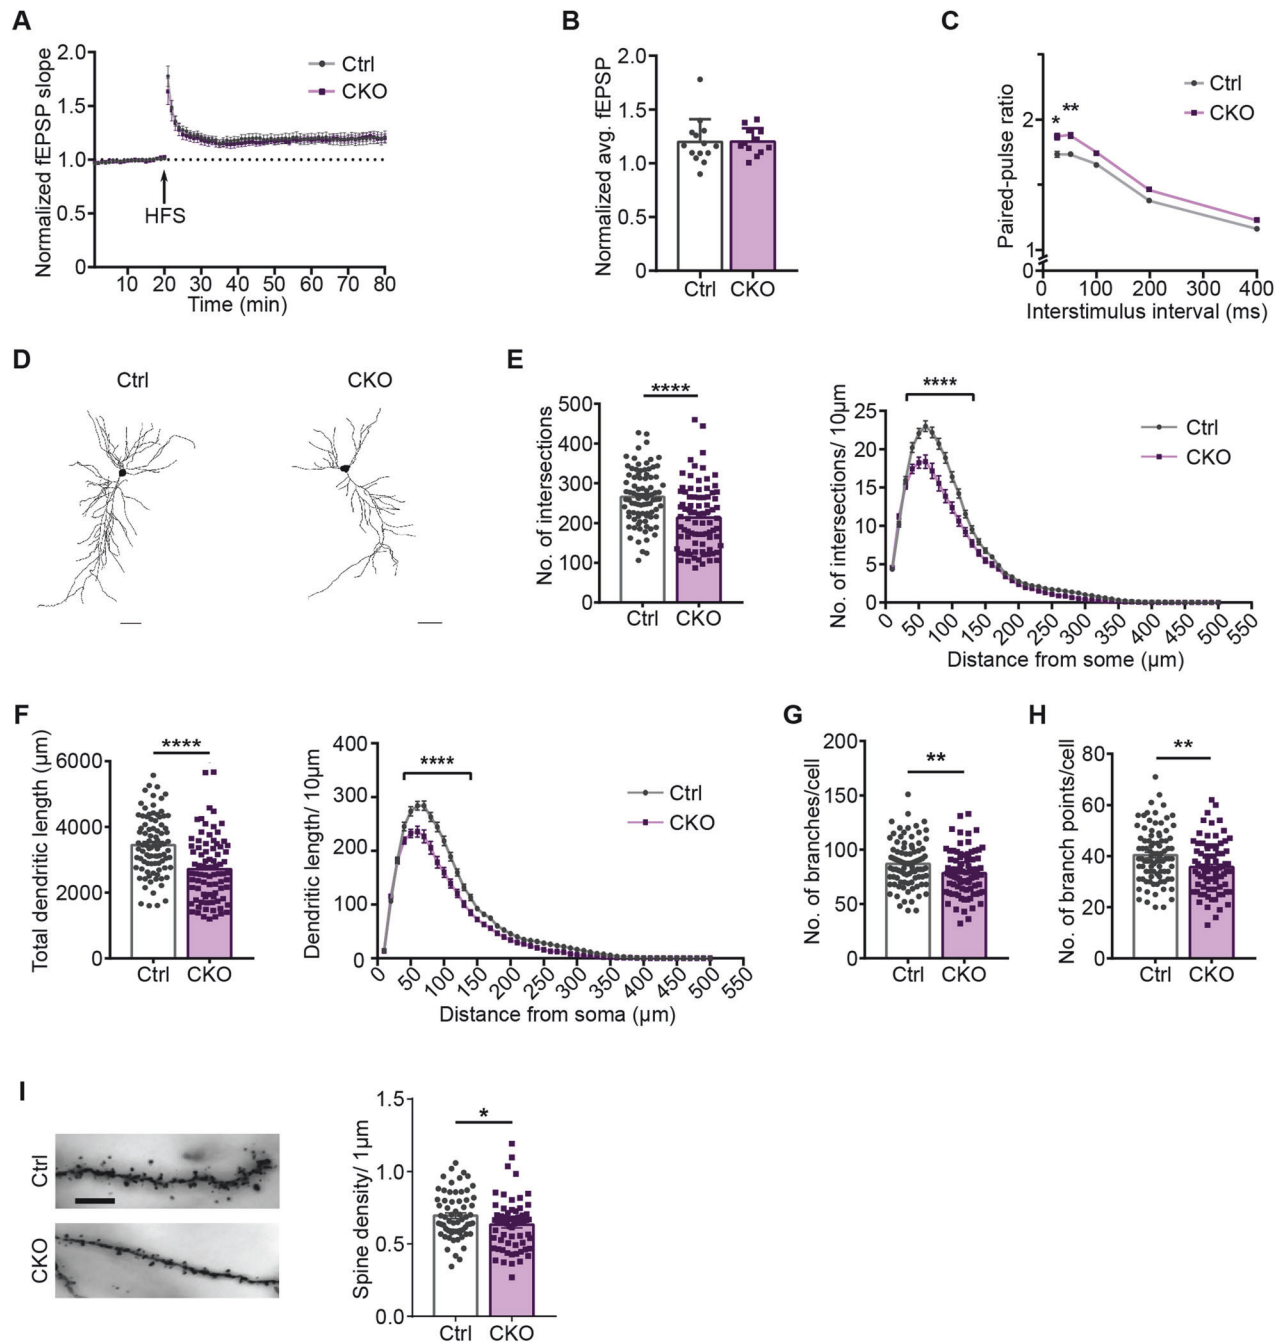 A
Normalized fEPSP slope
2.0
1.5
1.0
0.5
0
Ctrl
CKO
HFS
10 20 30 40 50 60 70 80
Time (min)
B
Normalized avg. fEPSP
2.0
1.5
1.0
0.5
0
Ctrl CKO
C
Paired-pulse ratio
2
1
0
* **
Ctrl
CKO
0 100 200 300 400
Interstimulus interval (ms)
D
Ctrl CKO
E
No. of intersections
500
400
300
200
100
0
****
Ctrl CKO
No. of intersections/ 10μm
25
20
15
10
5
0
****
Ctrl
CKO
0 50 100 150 200 250 300 350 400 450 500 550
Distance from some (μm)
F
Total dendritic length (μm)
6000
4000
2000
0
****
Ctrl CKO
Dendritic length/ 10μm
400
300
200
100
0
****
Ctrl
CKO
0 50 100 150 200 250 300 350 400 450 500 550
Distance from soma (μm)
G
No. of branches/cell
200
150
100
50
0
**
Ctrl CKO
H
No. of branch points/cell
80
60
40
20
0
**
Ctrl CKO
I
Ctrl
CKO
Spine density/ 1μm
1.5
1.0
0.5
0.0
*
Ctrl CKO